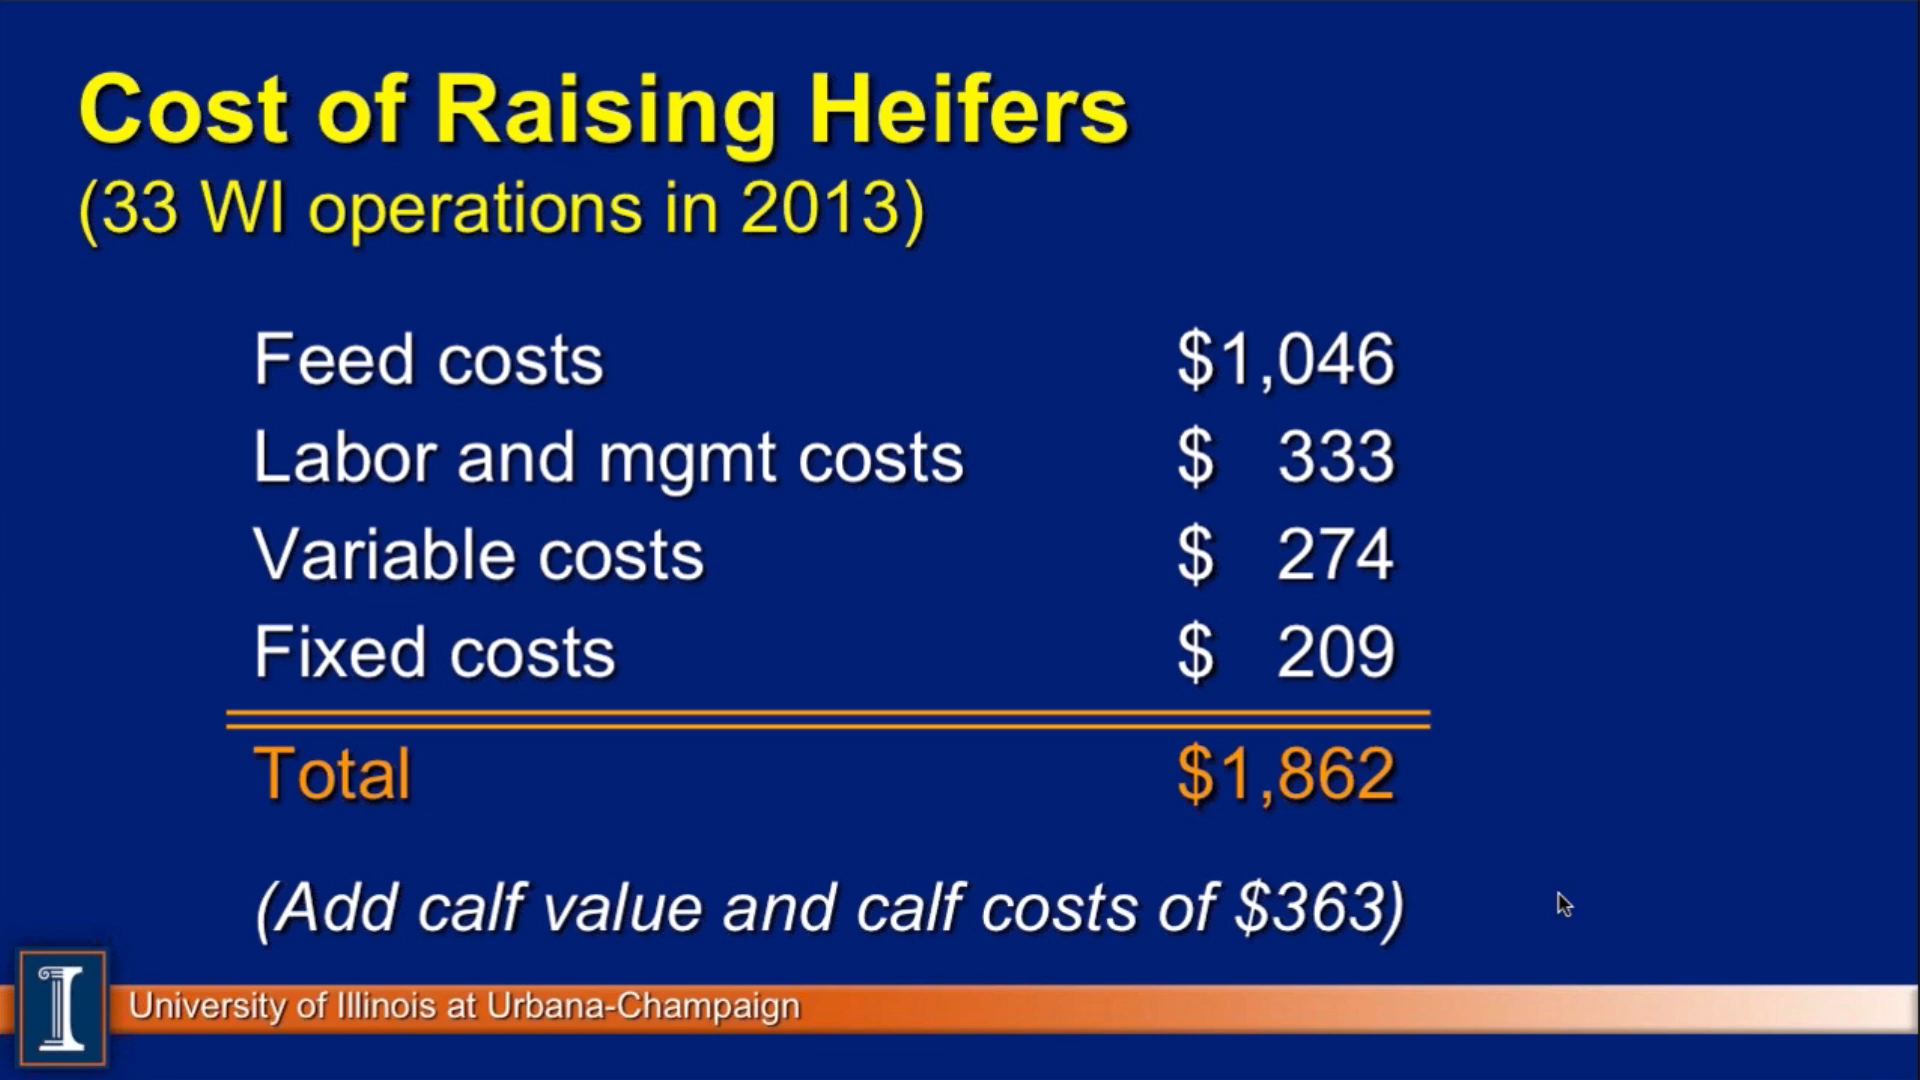 Cost of Raising Heifers
(33 WI operations in 2013)
Feed costs $1,046
Labor and mgmt costs $ 333
Variable costs $ 274
Fixed costs $ 209
Total $1,862
(Add calf value and calf costs of $363)
University of Illinois at Urbana-Champaign